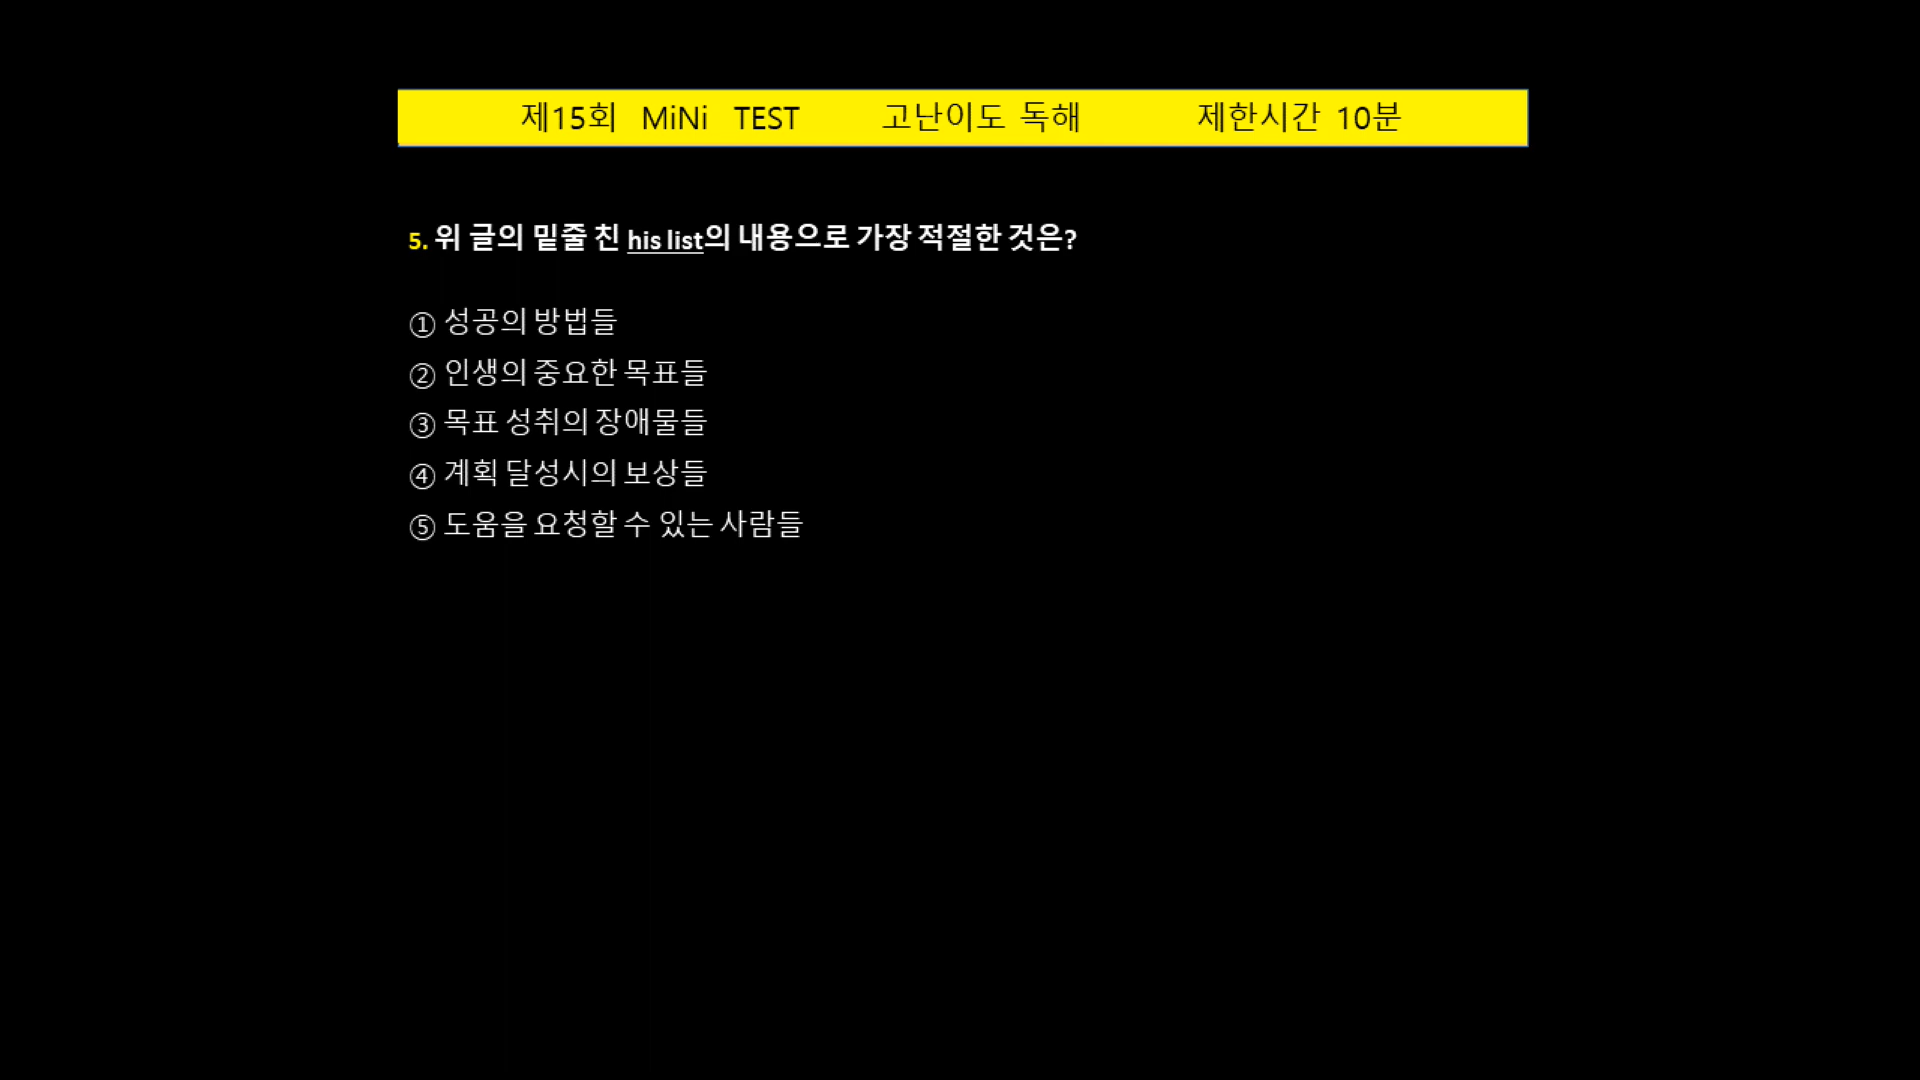 제15회 MiNi TEST 고난이도 독해 제한시간 10분
5. 위 글의 밑줄 친 his list의 내용으로 가장 적절한 것은?
① 성공의 방법들
② 인생의 중요한 목표들
③ 목표 성취의 장애물들
④ 계획 달성시의 보상들
⑤ 도움을 요청할 수 있는 사람들